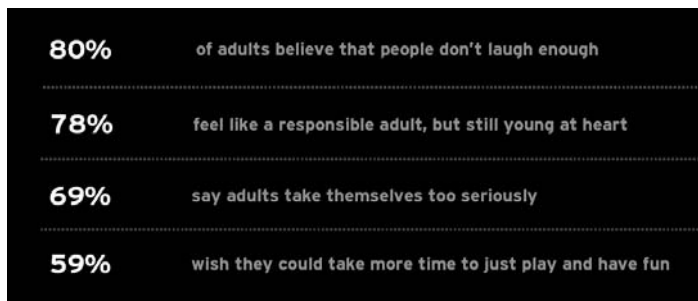 80% of adults believe that people don't laugh enough
78% feel like a responsible adult, but still young at heart
69% say adults take themselves too seriously
59% wish they could take more time to just play and have fun